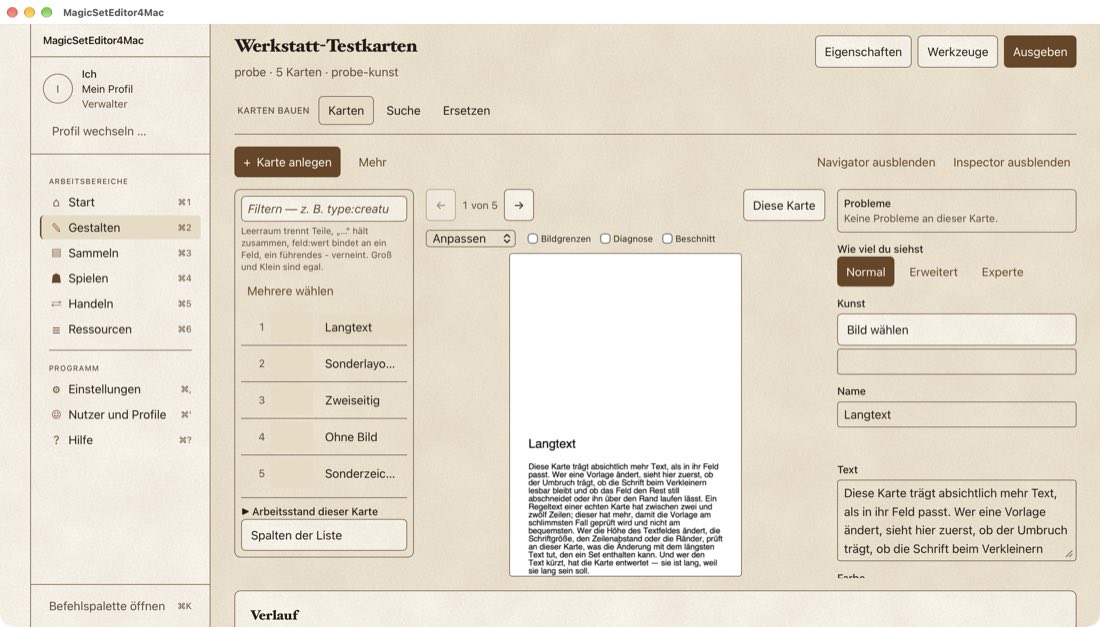 MagicSetEditor4Mac
MagicSetEditor4Mac
I
Ich
Mein Profil
Verwalter
Profil wechseln ...
ARBEITSBEREICHE
Start ⌘1
Gestalten ⌘2
Sammeln ⌘3
Spielen ⌘4
Handeln ⌘5
Ressourcen ⌘6
PROGRAMM
Einstellungen ⌘,
Nutzer und Profile ⌘'
? Hilfe ⌘?
Befehlspalette öffnen ⌘K
Werkstatt-Testkarten
probe · 5 Karten · probe-kunst
Eigenschaften
Werkzeuge
Ausgeben
KARTEN BAUEN Karten Suche Ersetzen
+ Karte anlegen Mehr
Navigator ausblenden Inspector ausblenden
Filtern — z. B. type:creatu
Leerraum trennt Teile, „…" hält
zusammen, feld:wert bindet an ein
Feld, ein führendes - verneint. Groß
und Klein sind egal.
Mehrere wählen
1 Langtext
2 Sonderlayo...
3 Zweiseitig
4 Ohne Bild
5 Sonderzeic...
▶ Arbeitsstand dieser Karte
Spalten der Liste
← 1 von 5 →
Diese Karte
Anpassen Bildgrenzen Diagnose Beschnitt
Langtext
Diese Karte trägt absichtlich mehr Text, als in ihr Feld
passt. Wer eine Vorlage ändert, sieht hier zuerst, ob
der Umbruch trägt, ob die Schrift beim Verkleinern
lesbar bleibt und ob das Feld den Rest still
abschneidet oder ihn über den Rand laufen lässt. Ein
Regeltext einer echten Karte hat zwischen zwei und
zwölf Zeilen; dieser hat mehr, damit die Vorlage am
schlimmsten Fall geprüft wird und nicht am
bequemsten. Wer die Höhe des Textfeldes ändert, die
Schriftgröße, den Zeilenabstand oder die Ränder, prüft
an dieser Karte, was die Änderung mit dem längsten
Text tut, den ein Set enthalten kann. Und wer den
Text kürzt, hat die Karte entwertet — sie ist lang, weil
sie lang sein soll.
Probleme
Keine Probleme an dieser Karte.
Wie viel du siehst
Normal Erweitert Experte
Kunst
Bild wählen
Name
Langtext
Text
Diese Karte trägt absichtlich mehr Text,
als in ihr Feld passt. Wer eine Vorlage
ändert, sieht hier zuerst, ob der Umbruch
trägt, ob die Schrift beim Verkleinern
Farbe
Verlauf